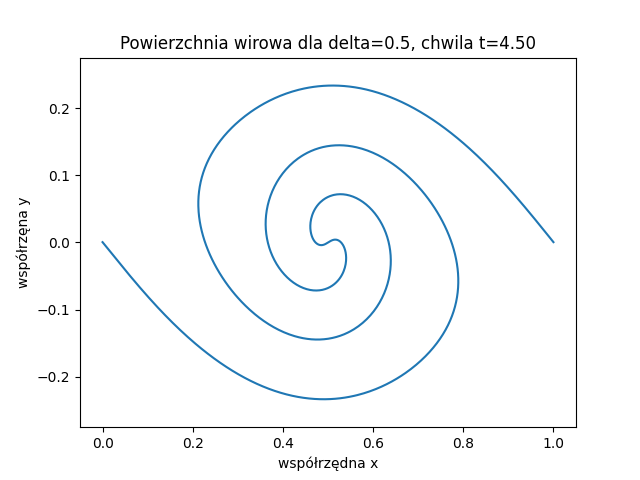 Powierzchnia wirowa dla delta=0.5, chwila t=4.50
współrzęna y
0.2
0.1
0.0
−0.1
−0.2
0.0 0.2 0.4 0.6 0.8 1.0
współrzędna x